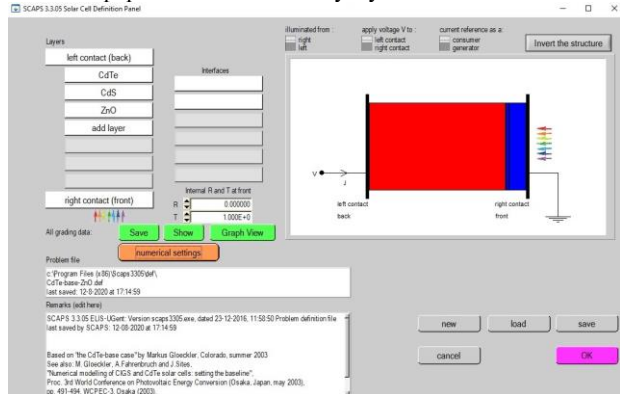 SCAPS 3.3.05 Solar Cell Definition Panel
illuminated from :
apply voltage V to :
current reference as a:
right
left
left contact
right contact
consumer
generator
Invert the structure
Layers
left contact (back)
Interfaces
CdTe
CdS
ZnO
add layer
right contact (front)
Internal R and T at front
R
0.000000
T
1.000E+0
V
J
left contact
back
right contact
front
All grading data:
Save
Show
Graph View
numerical settings
Problem file
c:\Program Files (x86)\Scaps3305\def\
CdTe-base-ZnO.def
last saved: 12-8-2020 at 17:14:59
Remarks (edit here)
SCAPS 3.3.05 ELIS-UGent: Version scaps3305.exe, dated 23-12-2016, 11:58:50 Problem definition file
last saved by SCAPS: 12-08-2020 at 17:14:59
Based on "the CdTe-base case" by Markus Gloeckler, Colorado, summer 2003
See also: M. Gloeckler, A.Fahrenbruch and J.Sites,
"Numerical modelling of CIGS and CdTe solar cells: setting the baseline",
Proc. 3rd World Conference on Photovoltaic Energy Conversion (Osaka, Japan, may 2003),
pp. 491-494, WCPEC-3, Osaka (2003).
new
load
save
cancel
OK